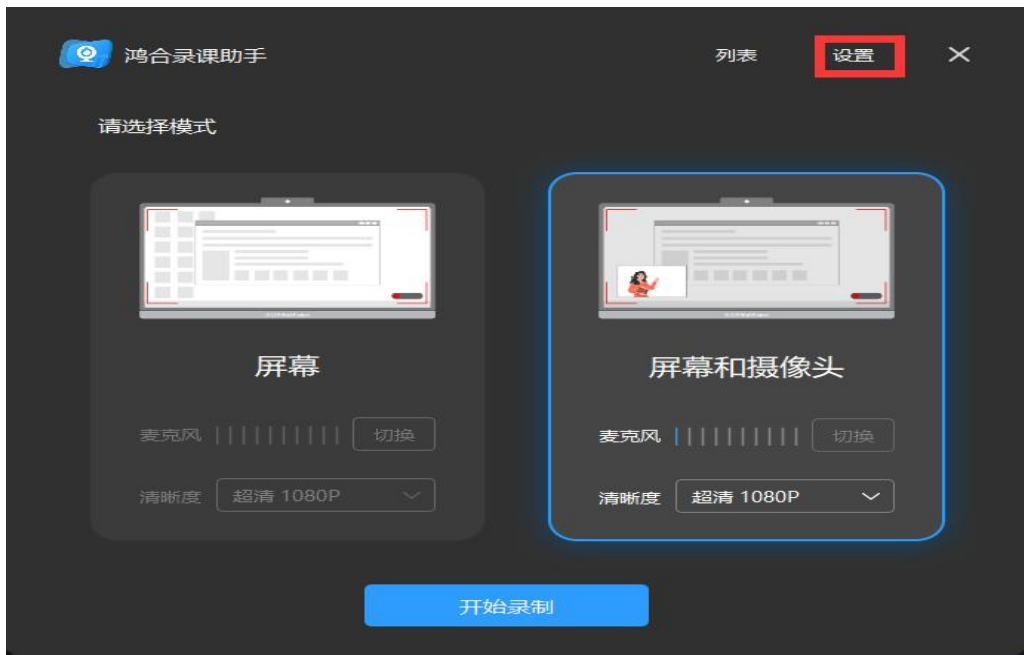 鸿合录课助手
列表
设置
请选择模式
屏幕
麦克风
切换
清晰度
超清 1080P
屏幕和摄像头
麦克风
切换
清晰度
超清 1080P
开始录制